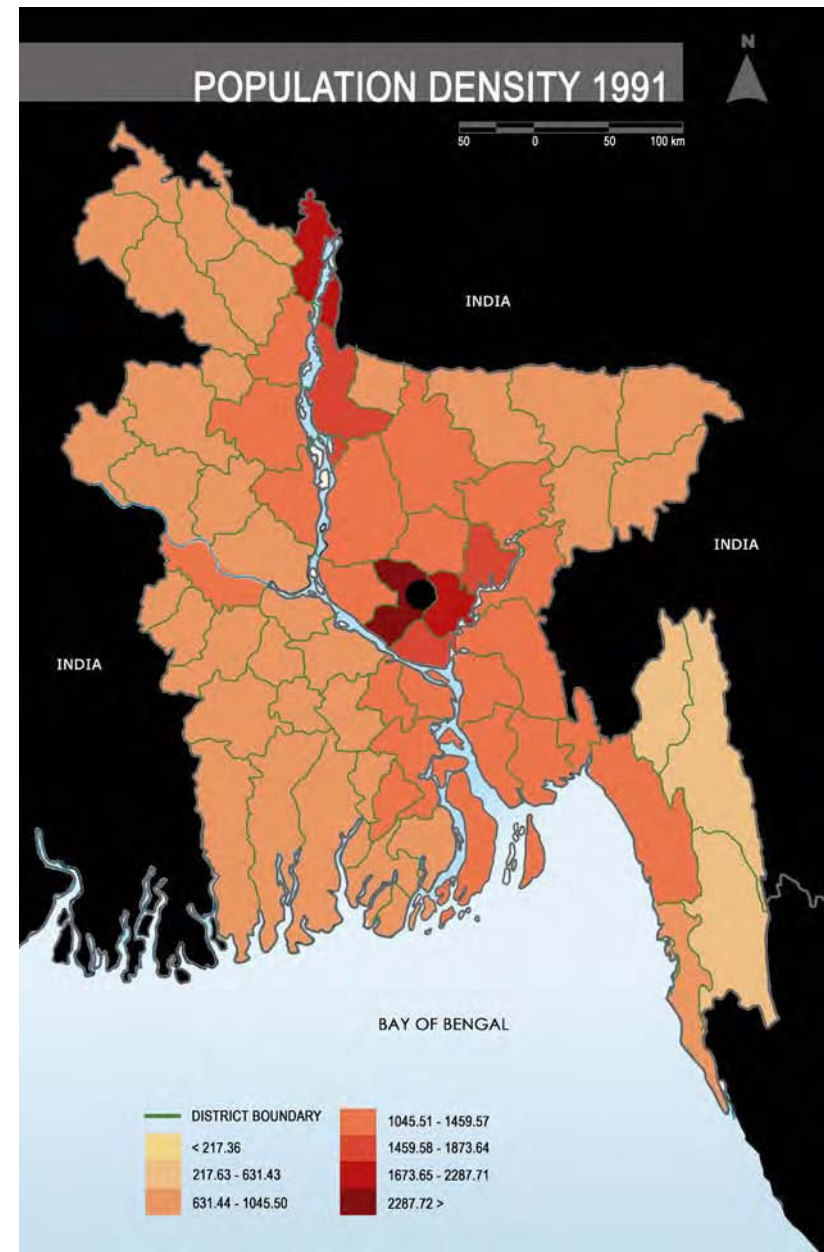 N
POPULATION DENSITY 1991
50 0 50 100 km
INDIA
INDIA
INDIA
BAY OF BENGAL
DISTRICT BOUNDARY
< 217.36
217.63 - 631.43
631.44 - 1045.50
1045.51 - 1459.57
1459.58 - 1873.64
1673.65 - 2287.71
2287.72 >